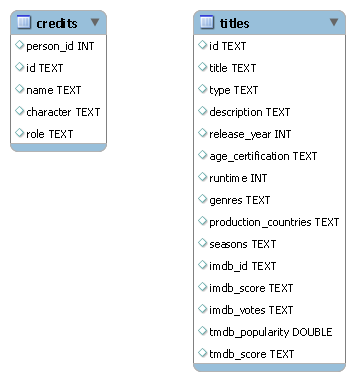 credits
person_id INT
id TEXT
name TEXT
character TEXT
role TEXT
titles
id TEXT
title TEXT
type TEXT
description TEXT
release_year INT
age_certification TEXT
runtime INT
genres TEXT
production_countries TEXT
seasons TEXT
imdb_id TEXT
imdb_score TEXT
imdb_votes TEXT
tmdb_popularity DOUBLE
tmdb_score TEXT